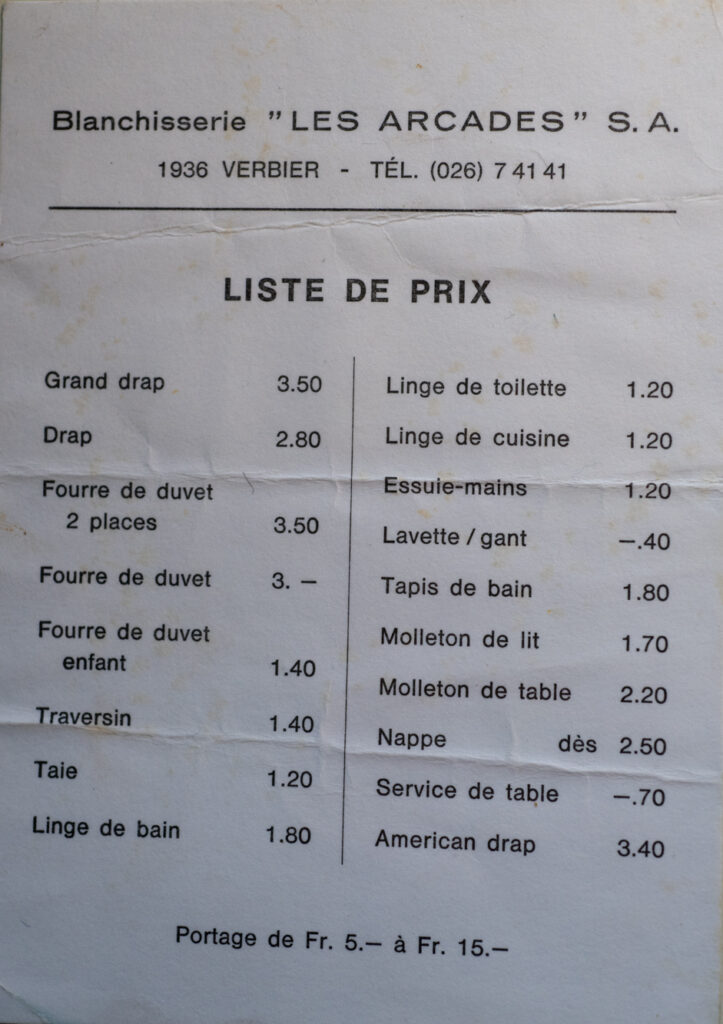 Blanchisserie "LES ARCADES" S. A.
1936 VERBIER - TÉL. (026) 7 41 41
LISTE DE PRIX
Grand drap 3.50
Drap 2.80
Fourre de duvet
2 places 3.50
Fourre de duvet 3. –
Fourre de duvet
enfant 1.40
Traversin 1.40
Taie 1.20
Linge de bain 1.80
Linge de toilette 1.20
Linge de cuisine 1.20
Essuie-mains 1.20
Lavette / gant –.40
Tapis de bain 1.80
Molleton de lit 1.70
Molleton de table 2.20
Nappe dès 2.50
Service de table –.70
American drap 3.40
Portage de Fr. 5.– à Fr. 15.–